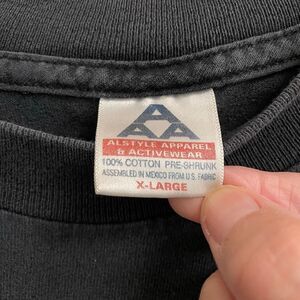 AAA
ALSTYLE APPAREL
& ACTIVEWEAR
100% COTTON PRE-SHRUNK
ASSEMBLED IN MEXICO FROM U.S. FABRIC
X-LARGE